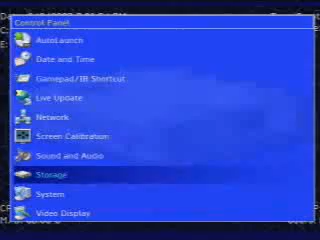 Control Panel
AutoLaunch
Date and Time
Gamepad/IR Shortcut
Live Update
Network
Screen Calibration
Sound and Audio
Storage
System
Video Display